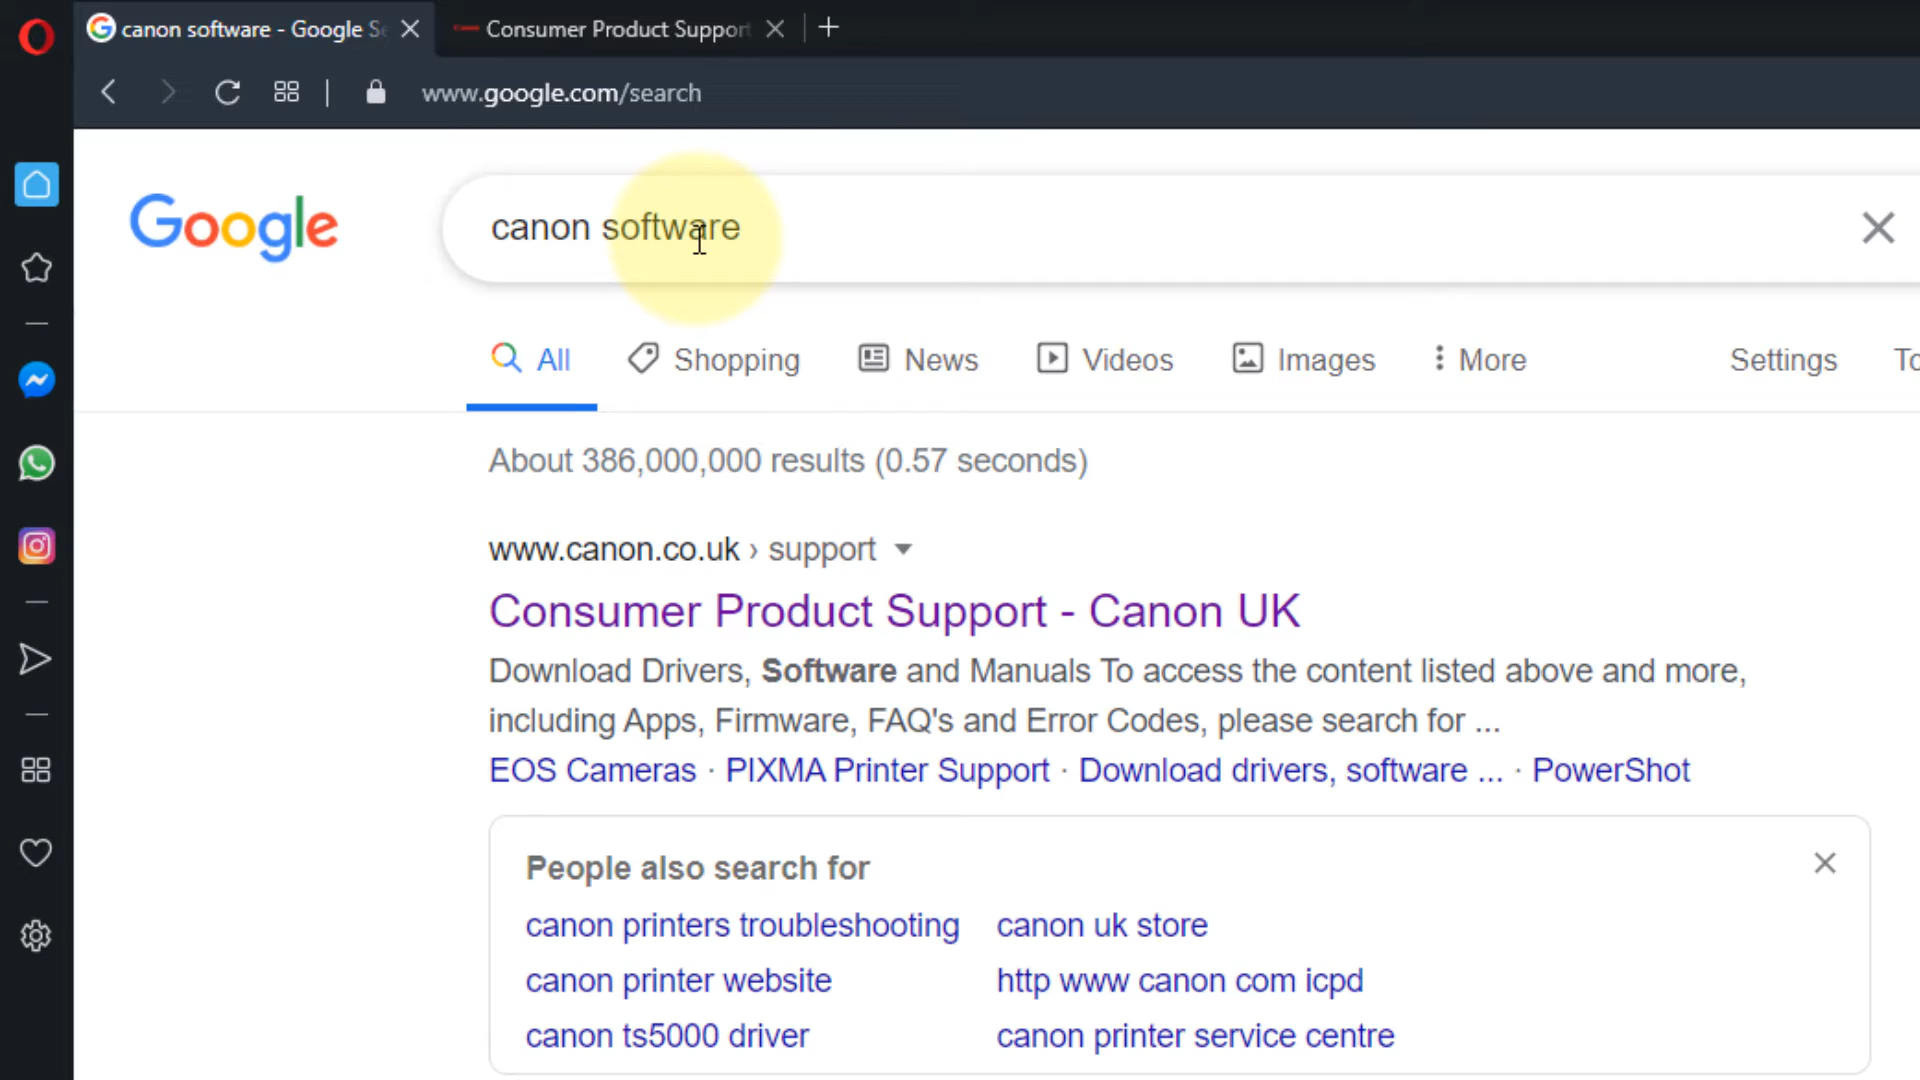 canon software - Google Se
Consumer Product Support
www.google.com/search
Google
canon software
All
Shopping
News
Videos
Images
More
Settings
To
About 386,000,000 results (0.57 seconds)
www.canon.co.uk › support
Consumer Product Support - Canon UK
Download Drivers, Software and Manuals To access the content listed above and more,
including Apps, Firmware, FAQ's and Error Codes, please search for ...
EOS Cameras · PIXMA Printer Support · Download drivers, software ... · PowerShot
People also search for
canon printers troubleshooting
canon uk store
canon printer website
http www canon com icpd
canon ts5000 driver
canon printer service centre